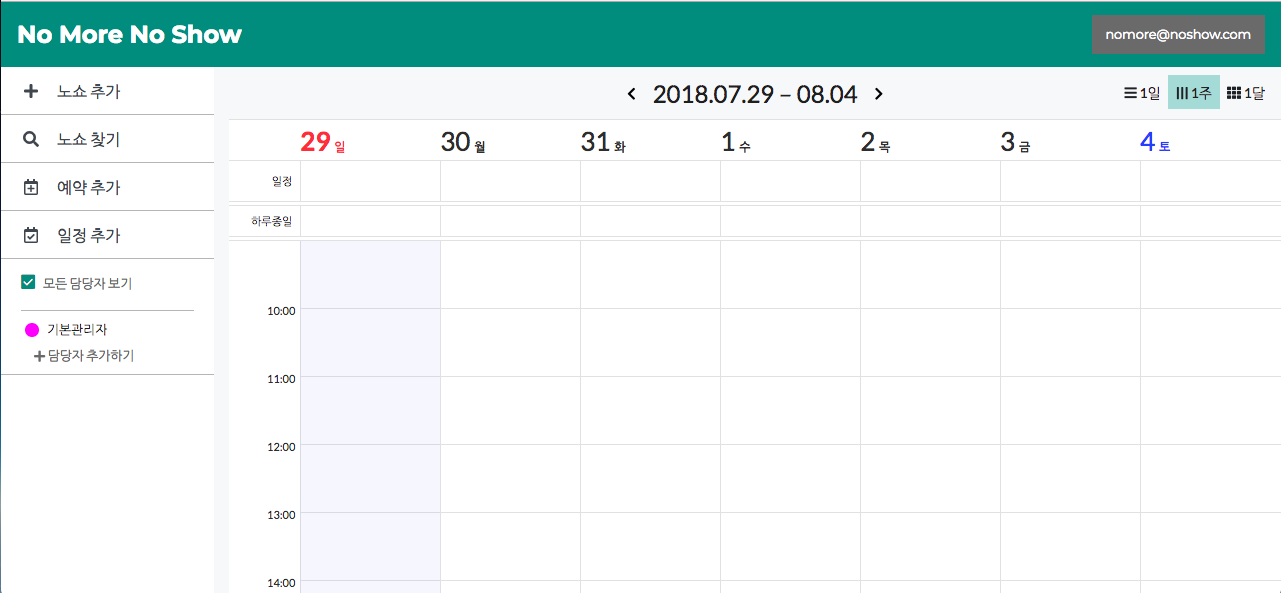 No More No Show
nomore@noshow.com
노쇼 추가
노쇼 찾기
예약 추가
일정 추가
모든 담당자 보기
기본관리자
담당자 추가하기
2018.07.29 – 08.04
1일
1주
1달
29 일
30 월
31 화
1 수
2 목
3 금
4 토
일정
하루종일
10:00
11:00
12:00
13:00
14:00